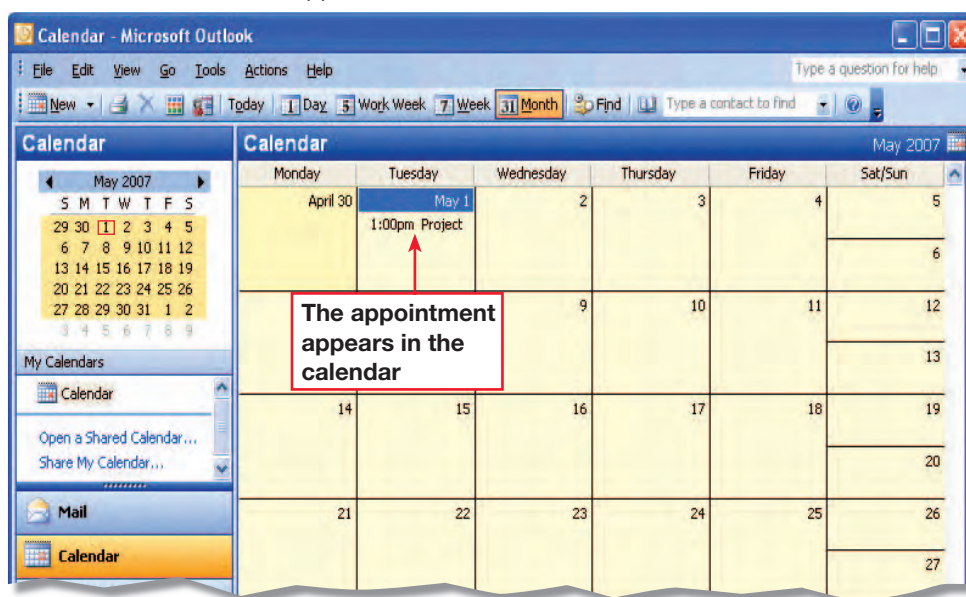 Calendar - Microsoft Outlook
File Edit View Go Tools Actions Help Type a question for help
New Today 1 Day 5 Work Week 7 Week 31 Month Find Type a contact to find
Calendar
May 2007
S M T W T F S
29 30 1 2 3 4 5
6 7 8 9 10 11 12
13 14 15 16 17 18 19
20 21 22 23 24 25 26
27 28 29 30 31 1 2
3 4 5 6 7 8 9
My Calendars
Calendar
Open a Shared Calendar...
Share My Calendar...
Mail
Calendar
Calendar May 2007
Monday Tuesday Wednesday Thursday Friday Sat/Sun
April 30 May 1 2 3 4 5
1:00pm Project
6
The appointment
appears in the
calendar
9 10 11 12
13
14 15 16 17 18 19
20
21 22 23 24 25 26
27